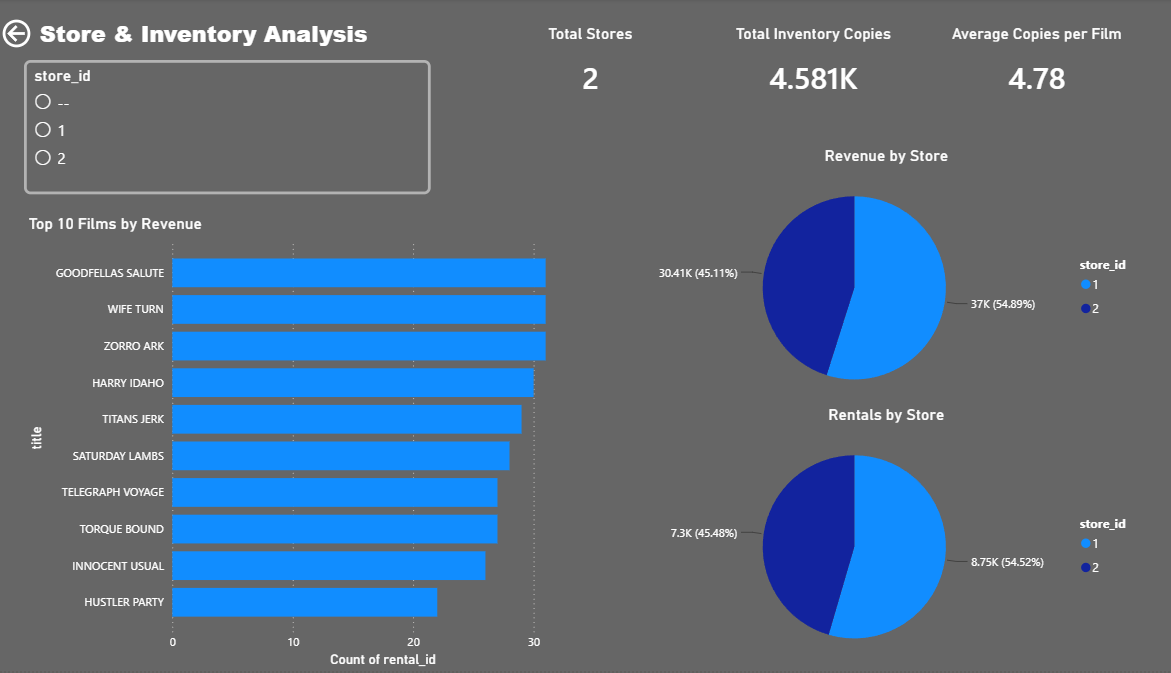 Store & Inventory Analysis
store_id
--
1
2
Total Stores
2
Total Inventory Copies
4.581K
Average Copies per Film
4.78
Top 10 Films by Revenue
title
GOODFELLAS SALUTE
WIFE TURN
ZORRO ARK
HARRY IDAHO
TITANS JERK
SATURDAY LAMBS
TELEGRAPH VOYAGE
TORQUE BOUND
INNOCENT USUAL
HUSTLER PARTY
0 10 20 30
Count of rental_id
Revenue by Store
30.41K (45.11%)
37K (54.89%)
store_id
1
2
Rentals by Store
7.3K (45.48%)
8.75K (54.52%)
store_id
1
2